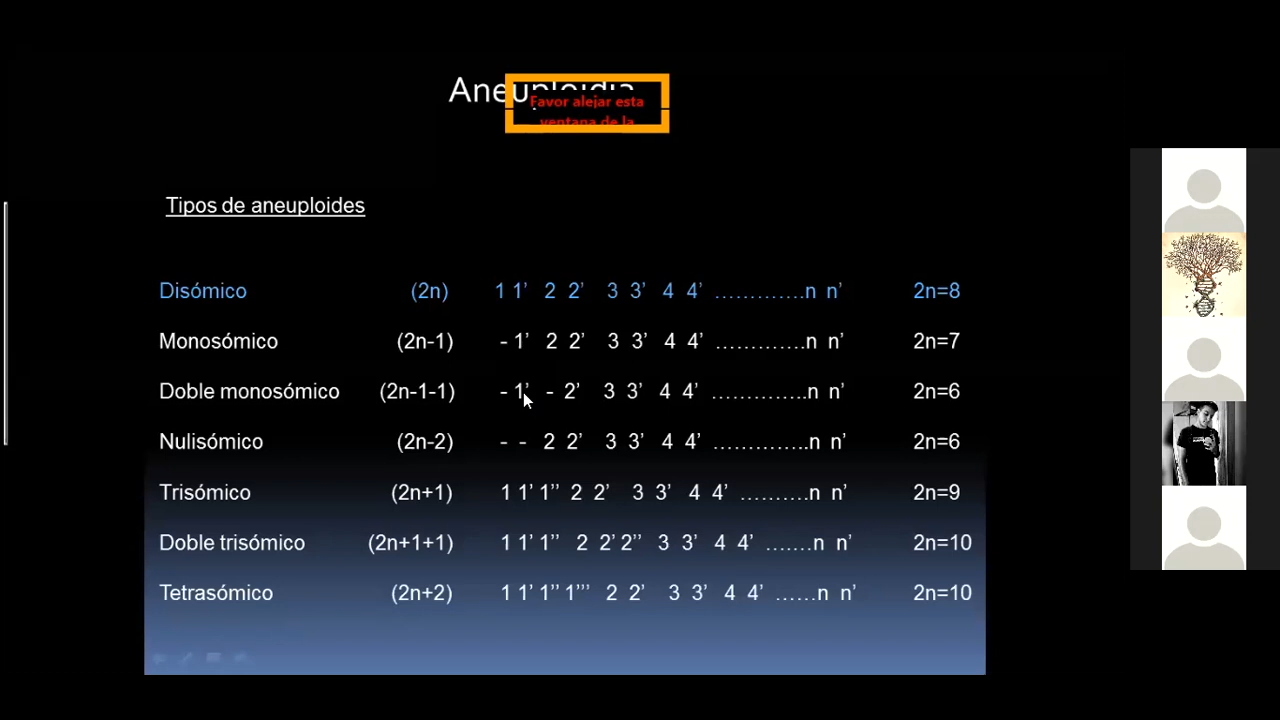 Aneuploidia
Favor alejar esta
ventana de la
Tipos de aneuploides
Disómico (2n) 1 1’ 2 2’ 3 3’ 4 4’ ………….n n’ 2n=8
Monosómico (2n-1) - 1’ 2 2’ 3 3’ 4 4’ ………….n n’ 2n=7
Doble monosómico (2n-1-1) - 1’ - 2’ 3 3’ 4 4’ …………..n n’ 2n=6
Nulisómico (2n-2) - - 2 2’ 3 3’ 4 4’ …………..n n’ 2n=6
Trisómico (2n+1) 1 1’ 1’’ 2 2’ 3 3’ 4 4’ ……….n n’ 2n=9
Doble trisómico (2n+1+1) 1 1’ 1’’ 2 2’ 2’’ 3 3’ 4 4’ …….n n’ 2n=10
Tetrasómico (2n+2) 1 1’ 1’’ 1’’’ 2 2’ 3 3’ 4 4’ ……n n’ 2n=10